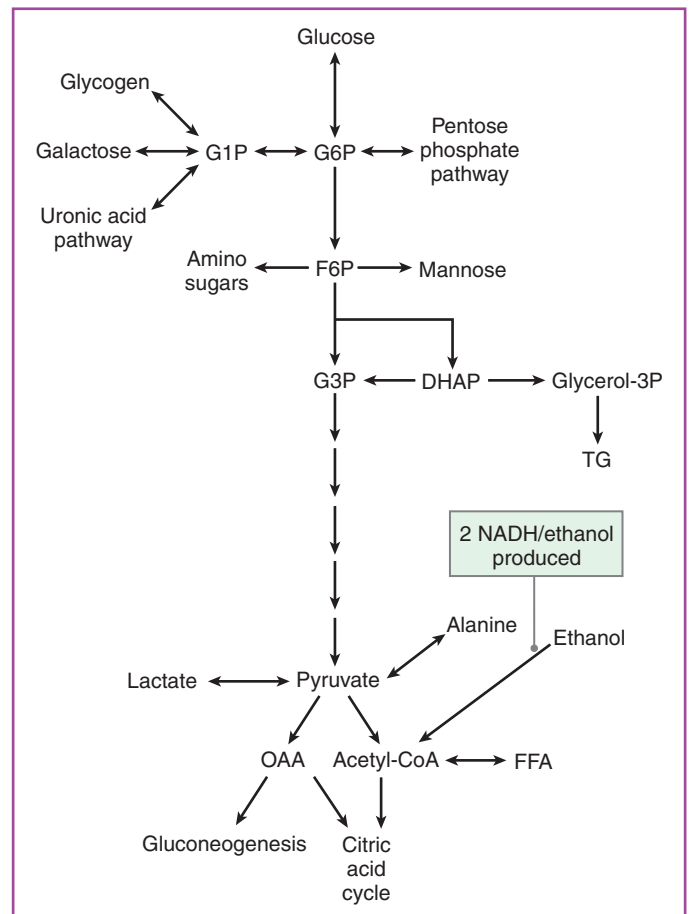 Glucose
Glycogen
Galactose
G1P
G6P
Pentose
phosphate
pathway
Uronic acid
pathway
Amino
sugars
F6P
Mannose
G3P
DHAP
Glycerol-3P
TG
2 NADH/ethanol
produced
Alanine
Ethanol
Lactate
Pyruvate
OAA
Acetyl-CoA
FFA
Gluconeogenesis
Citric
acid
cycle